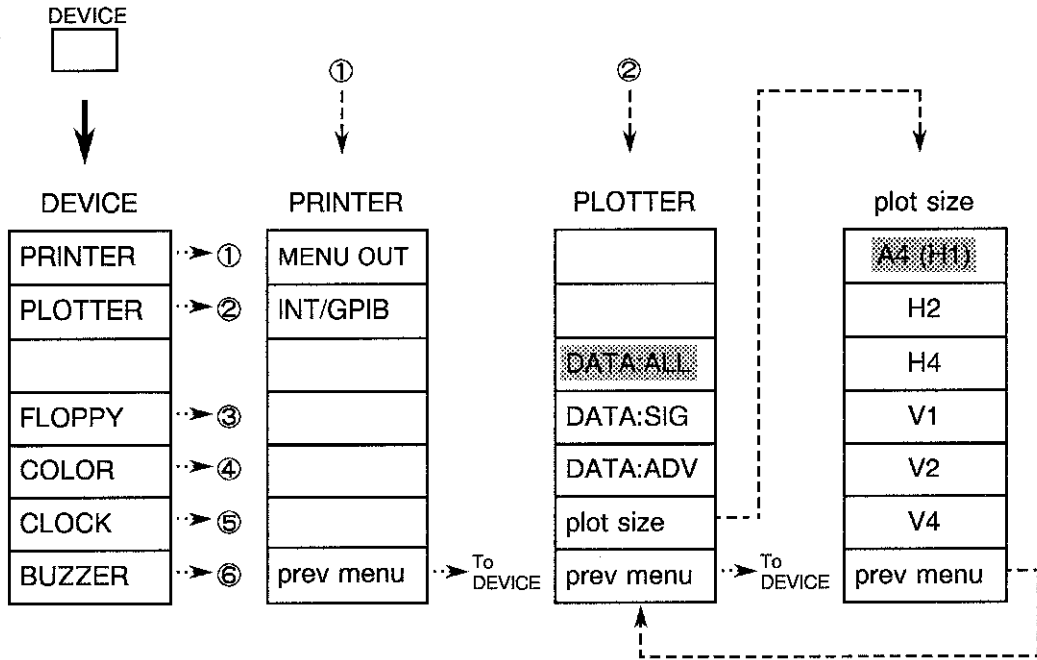 DEVICE
① ②
DEVICE PRINTER PLOTTER plot size
PRINTER ① MENU OUT A4 (H1)
PLOTTER ② INT/GPIB H2
DATA:ALL H4
FLOPPY ③ DATA:SIG V1
COLOR ④ DATA:ADV V2
CLOCK ⑤ plot size V4
BUZZER ⑥ prev menu To DEVICE prev menu To DEVICE prev menu